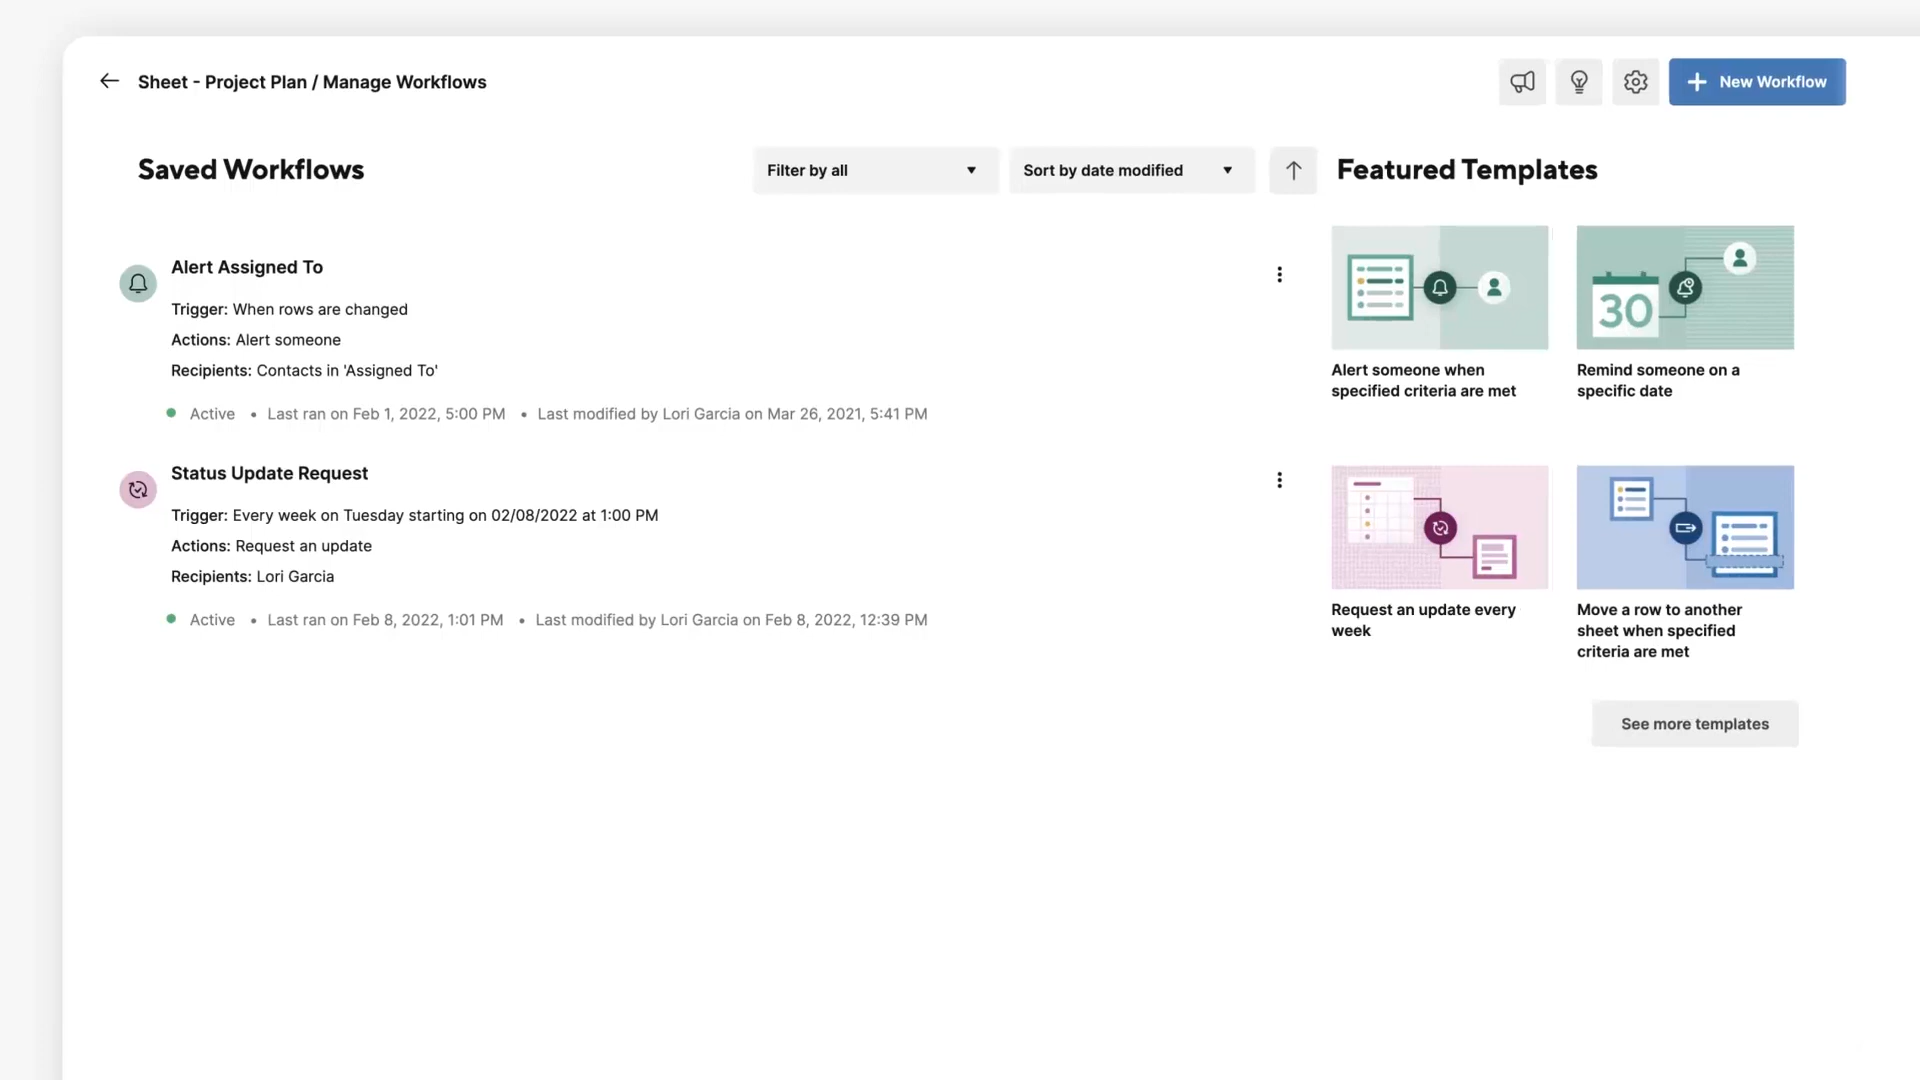 Sheet - Project Plan / Manage Workflows
New Workflow
Saved Workflows
Filter by all
Sort by date modified
Featured Templates
Alert Assigned To
Trigger: When rows are changed
Actions: Alert someone
Recipients: Contacts in 'Assigned To'
Active • Last ran on Feb 1, 2022, 5:00 PM • Last modified by Lori Garcia on Mar 26, 2021, 5:41 PM
Status Update Request
Trigger: Every week on Tuesday starting on 02/08/2022 at 1:00 PM
Actions: Request an update
Recipients: Lori Garcia
Active • Last ran on Feb 8, 2022, 1:01 PM • Last modified by Lori Garcia on Feb 8, 2022, 12:39 PM
Alert someone when
specified criteria are met
30
Remind someone on a
specific date
Request an update every
week
Move a row to another
sheet when specified
criteria are met
See more templates